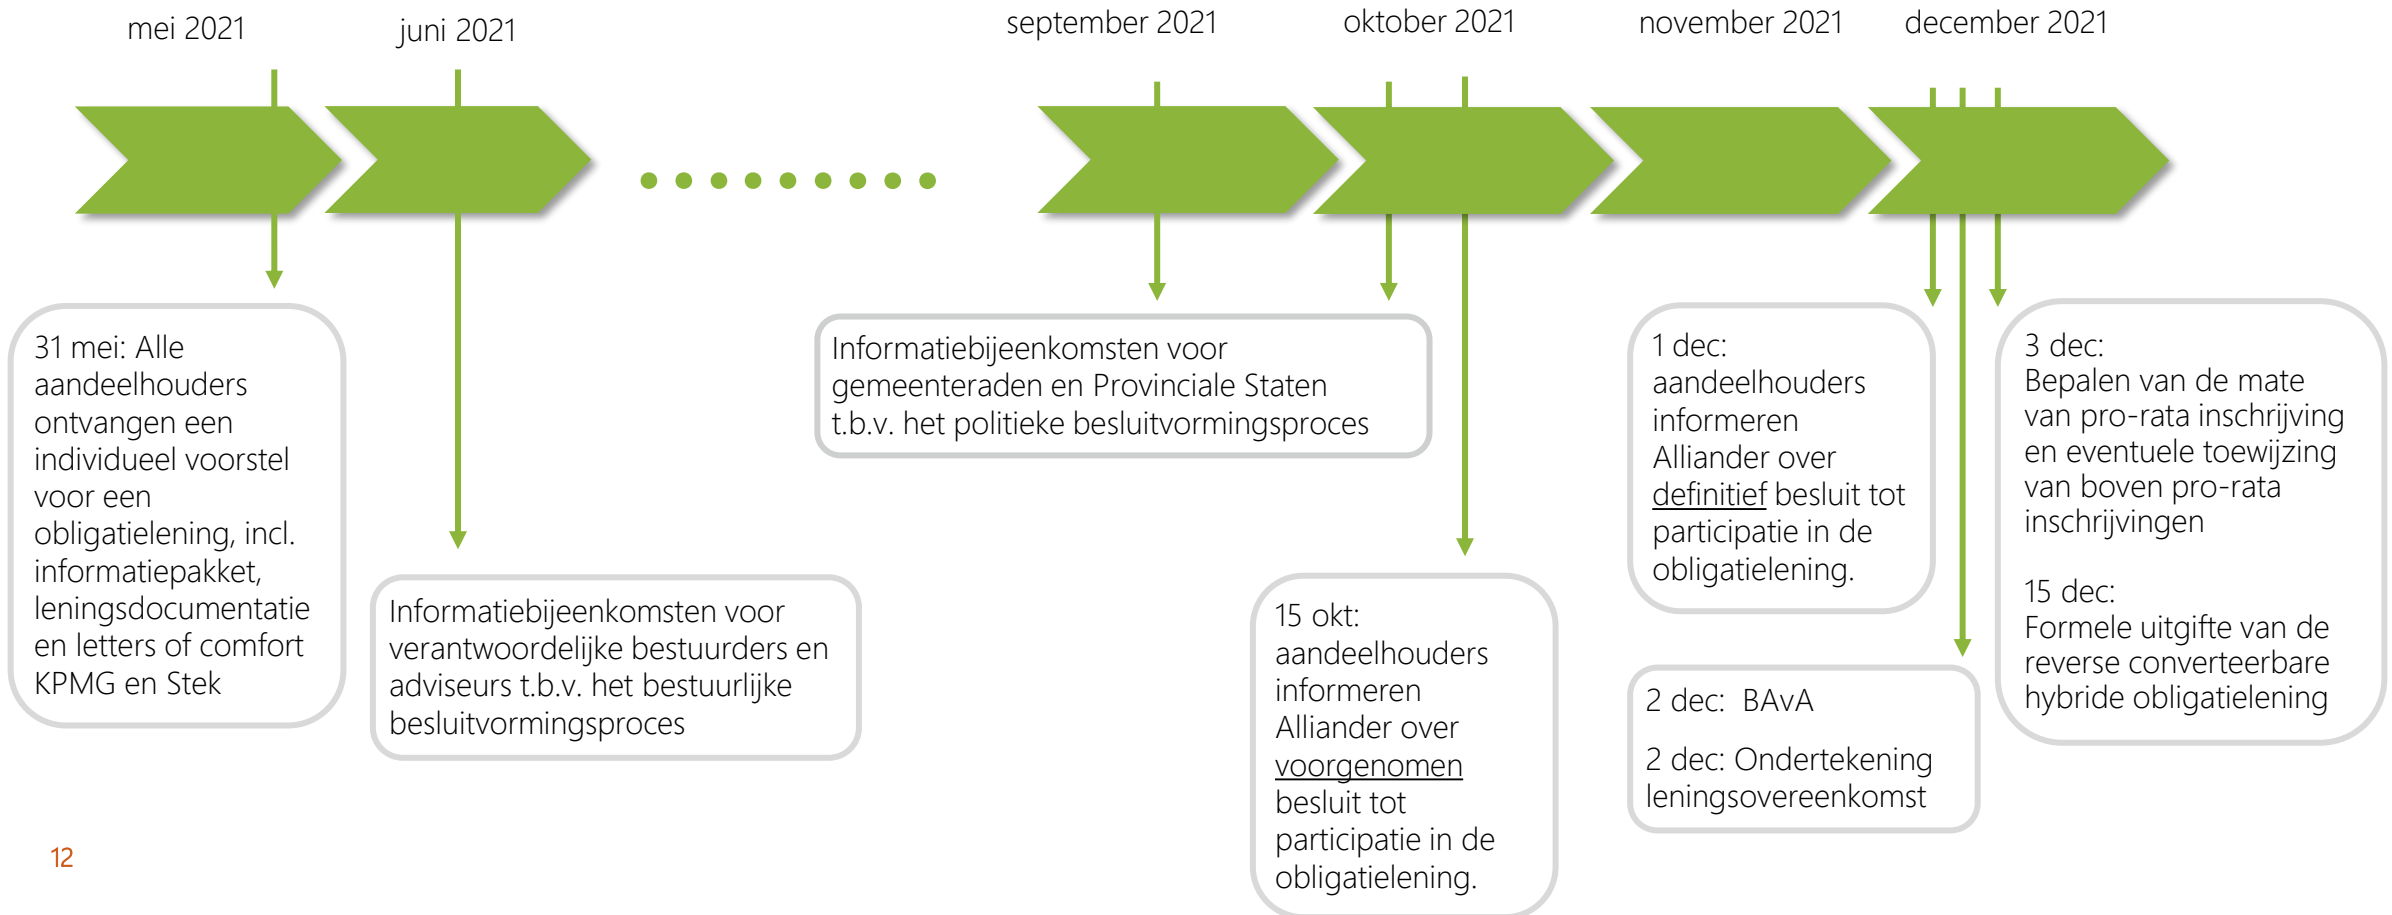 mei 2021
juni 2021
september 2021
oktober 2021
november 2021
december 2021
31 mei: Alle
aandeelhouders
ontvangen een
individueel voorstel
voor een
obligatielening, incl.
informatiepakket,
leningsdocumentatie
en letters of comfort
KPMG en Stek
Informatiebijeenkomsten voor
verantwoordelijke bestuurders en
adviseurs t.b.v. het bestuurlijke
besluitvormingsproces
Informatiebijeenkomsten voor
gemeenteraden en Provinciale Staten
t.b.v. het politieke besluitvormingsproces
15 okt:
aandeelhouders
informeren
Alliander over
voorgenomen
besluit tot
participatie in de
obligatielening.
1 dec:
aandeelhouders
informeren
Alliander over
definitief besluit tot
participatie in de
obligatielening.
2 dec: BAvA
2 dec: Ondertekening
leningsovereenkomst
3 dec:
Bepalen van de mate
van pro-rata inschrijving
en eventuele toewijzing
van boven pro-rata
inschrijvingen
15 dec:
Formele uitgifte van de
reverse converteerbare
hybride obligatielening
12